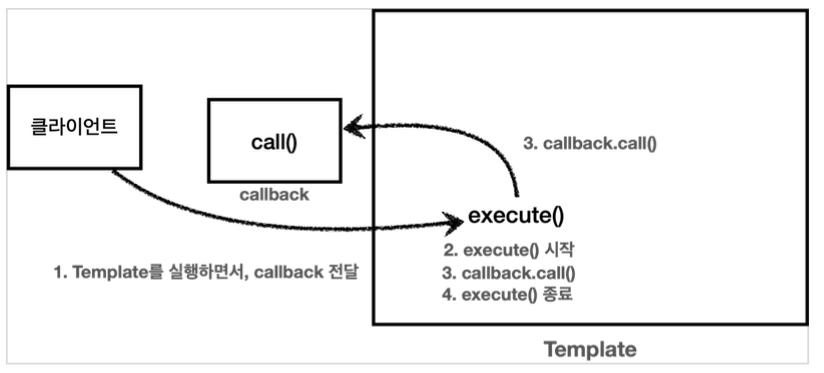 클라이언트
call()
callback
3. callback.call()
execute()
2. execute() 시작
3. callback.call()
4. execute() 종료
1. Template를 실행하면서, callback 전달
Template